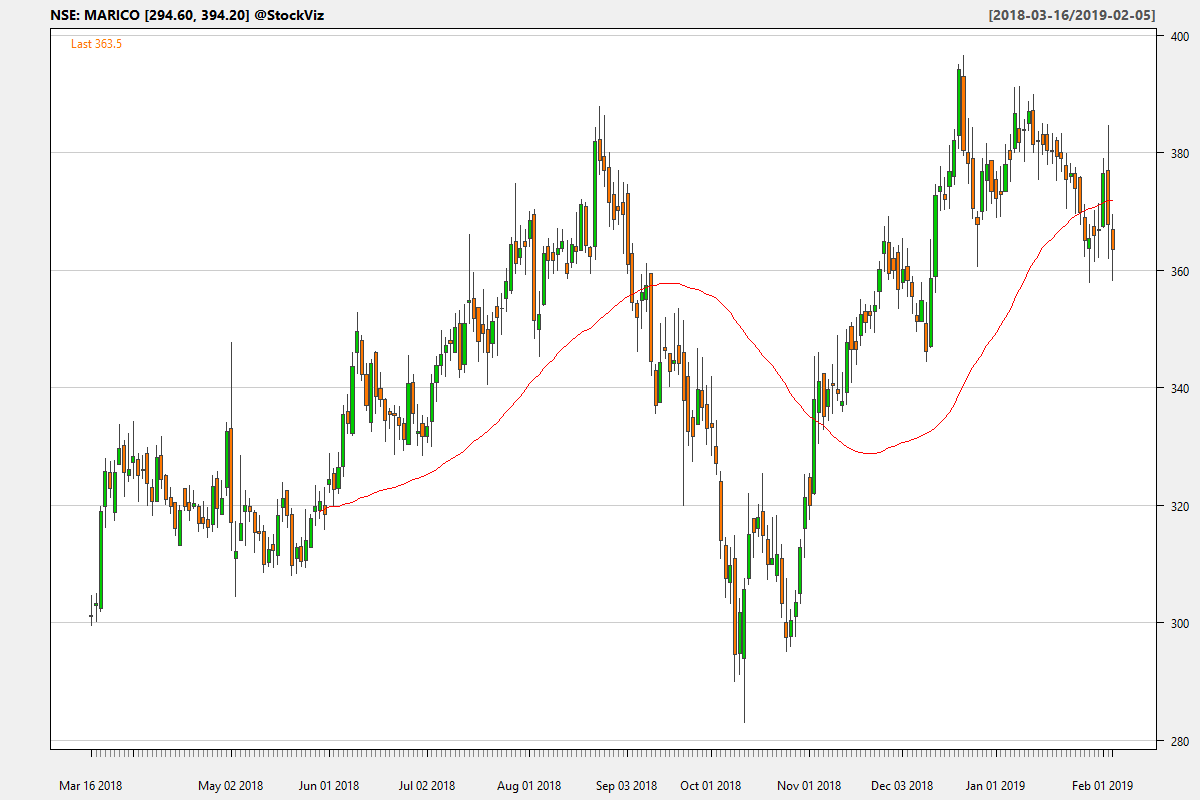 NSE: MARICO [294.60, 394.20] @StockViz
[2018-03-16/2019-02-05]
Last 363.5
400
380
360
340
320
300
280
Mar 16 2018
May 02 2018
Jun 01 2018
Jul 02 2018
Aug 01 2018
Sep 03 2018
Oct 01 2018
Nov 01 2018
Dec 03 2018
Jan 01 2019
Feb 01 2019